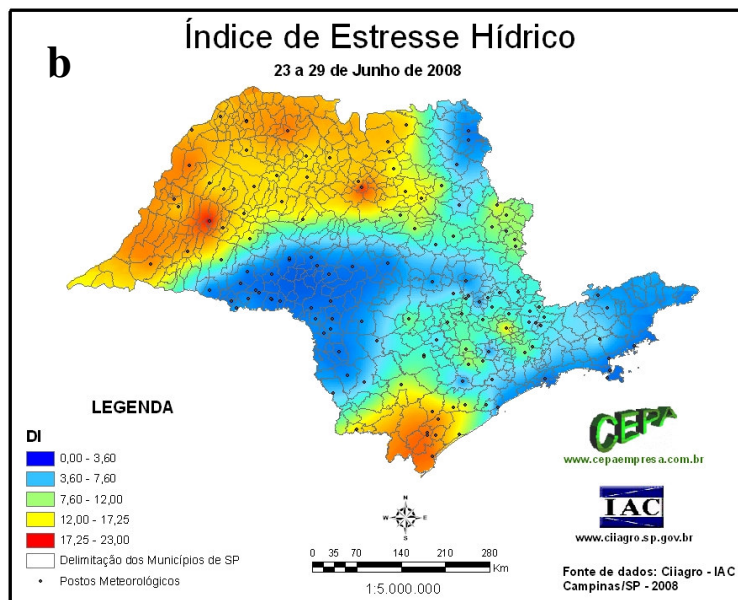 b
Índice de Estresse Hídrico
23 a 29 de Junho de 2008
LEGENDA
DI
0,00 - 3,60
3,60 - 7,60
7,60 - 12,00
12,00 - 17,25
17,25 - 23,00
Delimitação dos Municípios de SP
Postos Meteorológicos
N
W E
S
0 35 70 140 210 280
Km
1:5.000.000
CEPA
www.cepaempresa.com.br
IAC
www.ciiagro.sp.gov.br
Fonte de dados: Ciiagro - IAC
Campinas/SP - 2008